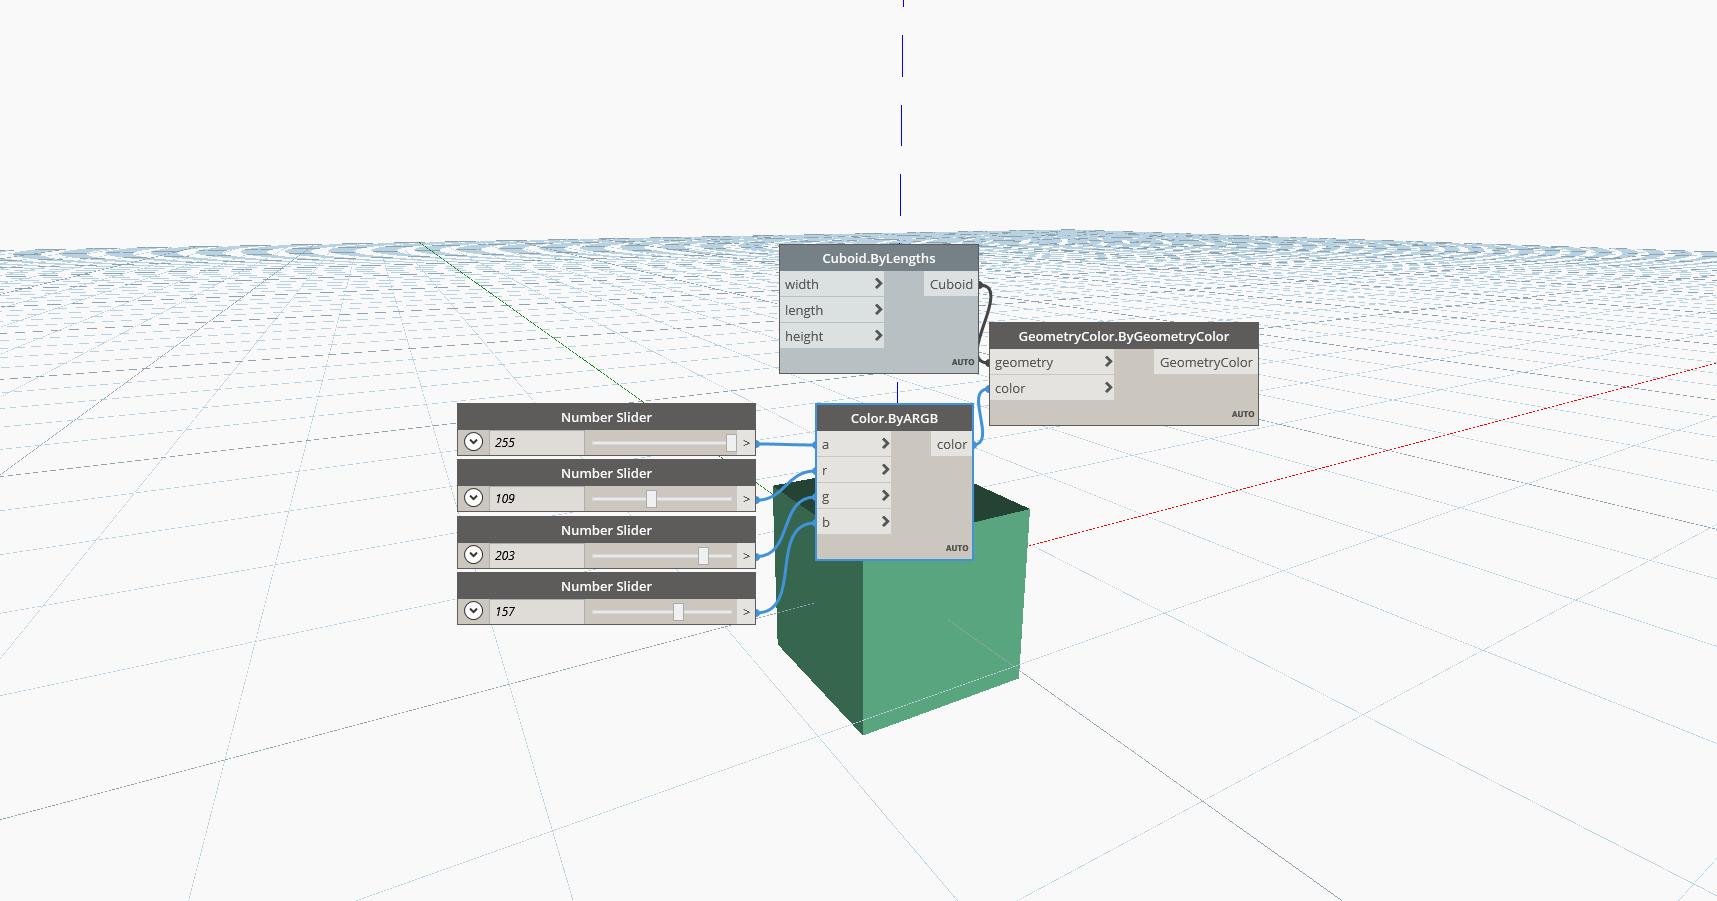 Cuboid.ByLengths
width > Cuboid
length >
height >
AUTO
GeometryColor.ByGeometryColor
geometry > GeometryColor
color >
AUTO
Number Slider
255 >
Number Slider
109 >
Number Slider
203 >
Number Slider
157 >
Color.ByARGB
a > color
r >
g >
b >
AUTO